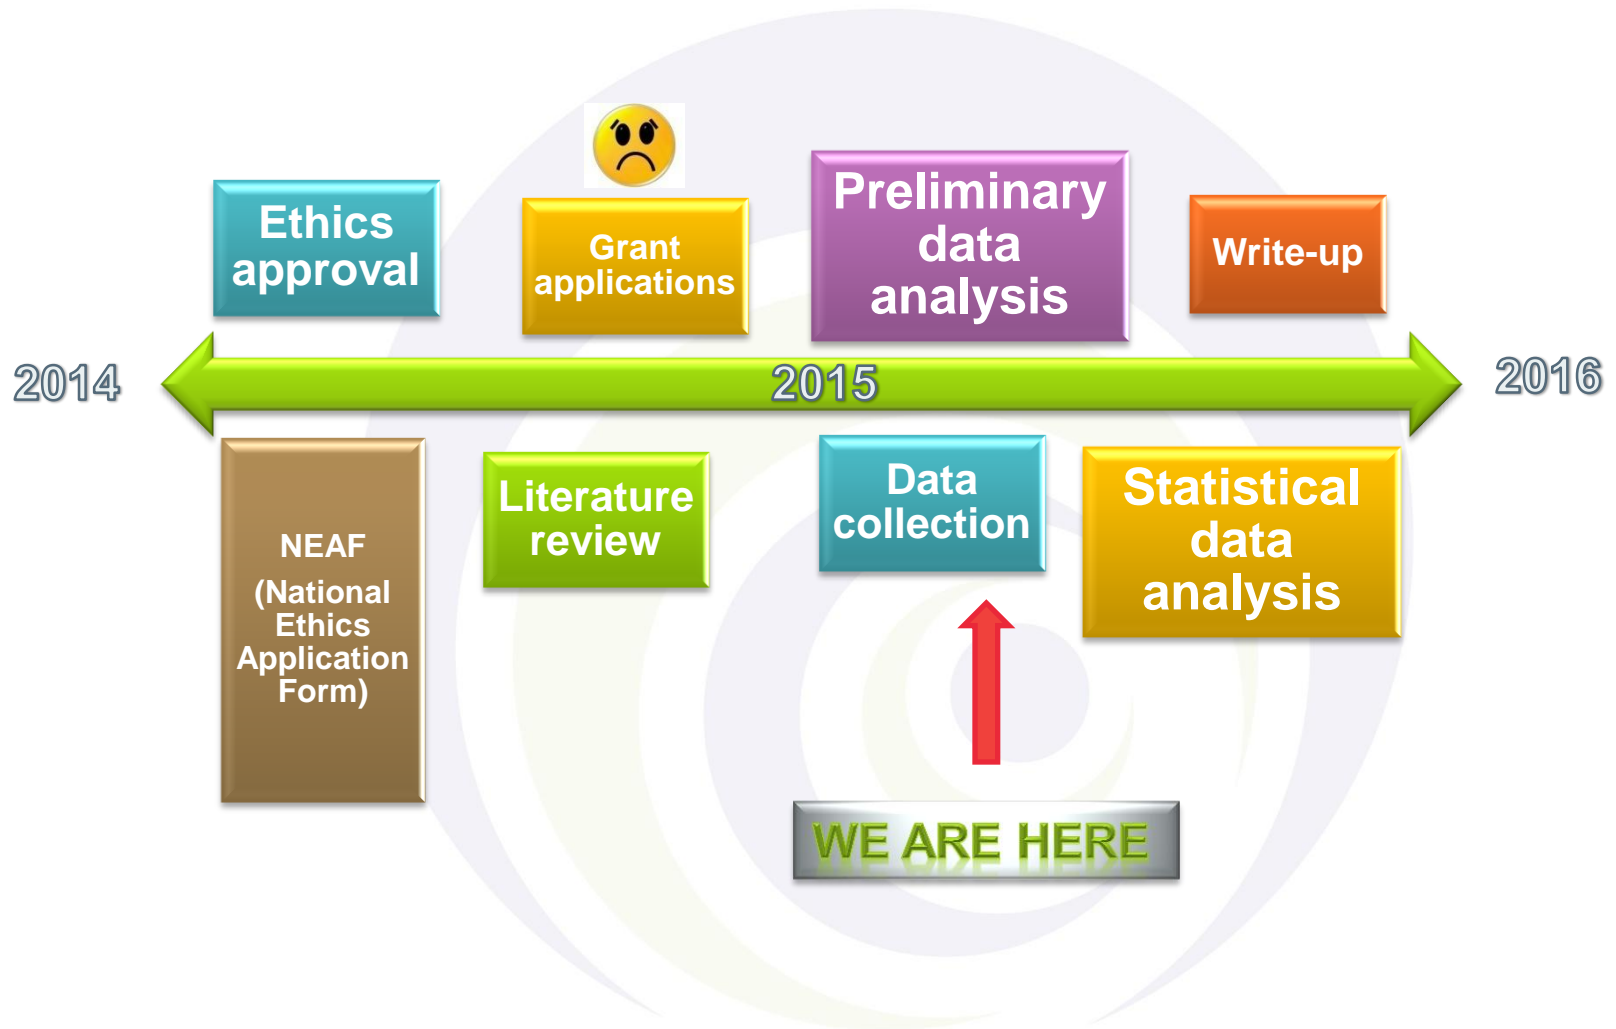 Ethics
approval
Grant
applications
Preliminary
data
analysis
Write-up
2014
2015
2016
NEAF
(National
Ethics
Application
Form)
Literature
review
Data
collection
Statistical
data
analysis
WE ARE HERE